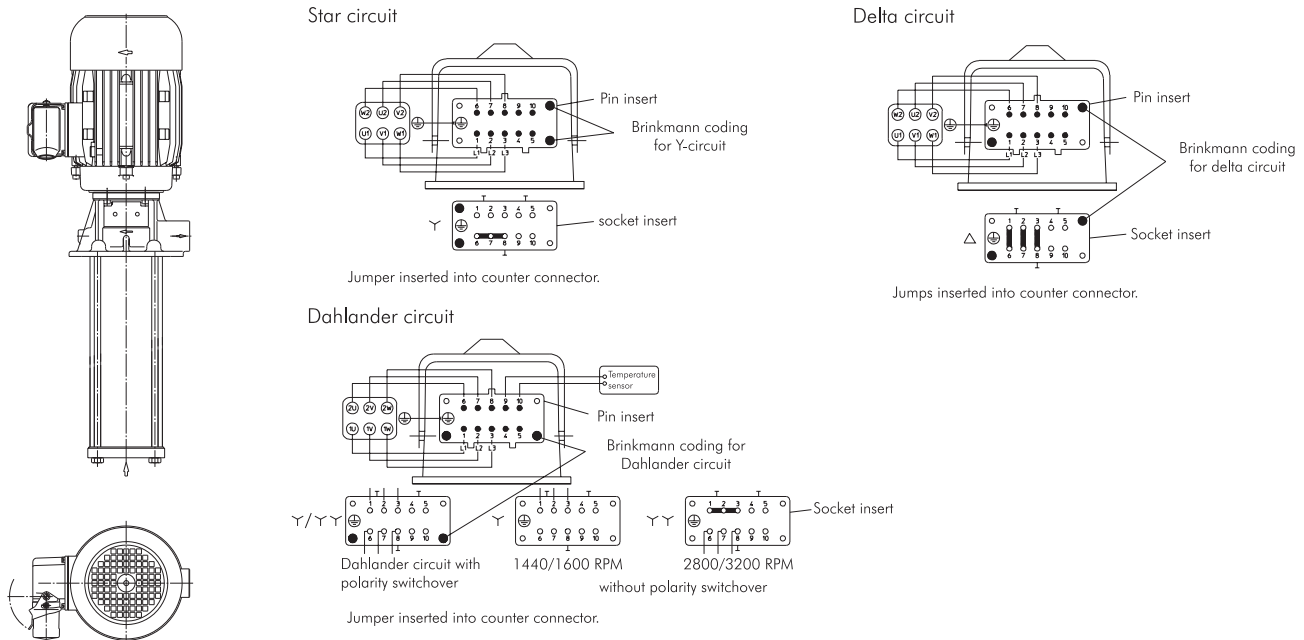 Star circuit
W2 U2 V2
U1 V1 W1
6 7 8 9 10
1 2 3 4 5
L1 L2 L3
Pin insert
Brinkmann coding
for Y-circuit
1 2 3 4 5
6 7 8 9 10
socket insert
Jumper inserted into counter connector.
Delta circuit
W2 U2 V2
U1 V1 W1
6 7 8 9 10
1 2 3 4 5
L1 L2 L3
Pin insert
Brinkmann coding
for delta circuit
1 2 3 4 5
6 7 8 9 10
Socket insert
Jumps inserted into counter connector.
Dahlander circuit
2U 2V 2W
1U 1V 1W
6 7 8 9 10
1 2 3 4 5
L1 L2 L3
Temperature
sensor
Pin insert
Brinkmann coding for
Dahlander circuit
1 2 3 4 5
6 7 8 9 10
Y/YY
Dahlander circuit with
polarity switchover
1 2 3 4 5
6 7 8 9 10
Y
1440/1600 RPM
1 2 3 4 5
6 7 8 9 10
YY
Socket insert
2800/3200 RPM
without polarity switchover
Jumper inserted into counter connector.